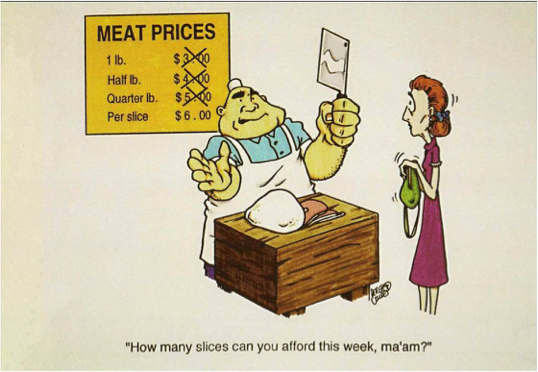 MEAT PRICES
1 lb. $3.00
Half lb. $4.00
Quarter lb. $5.00
Per slice $6.00
"How many slices can you afford this week, ma'am?"